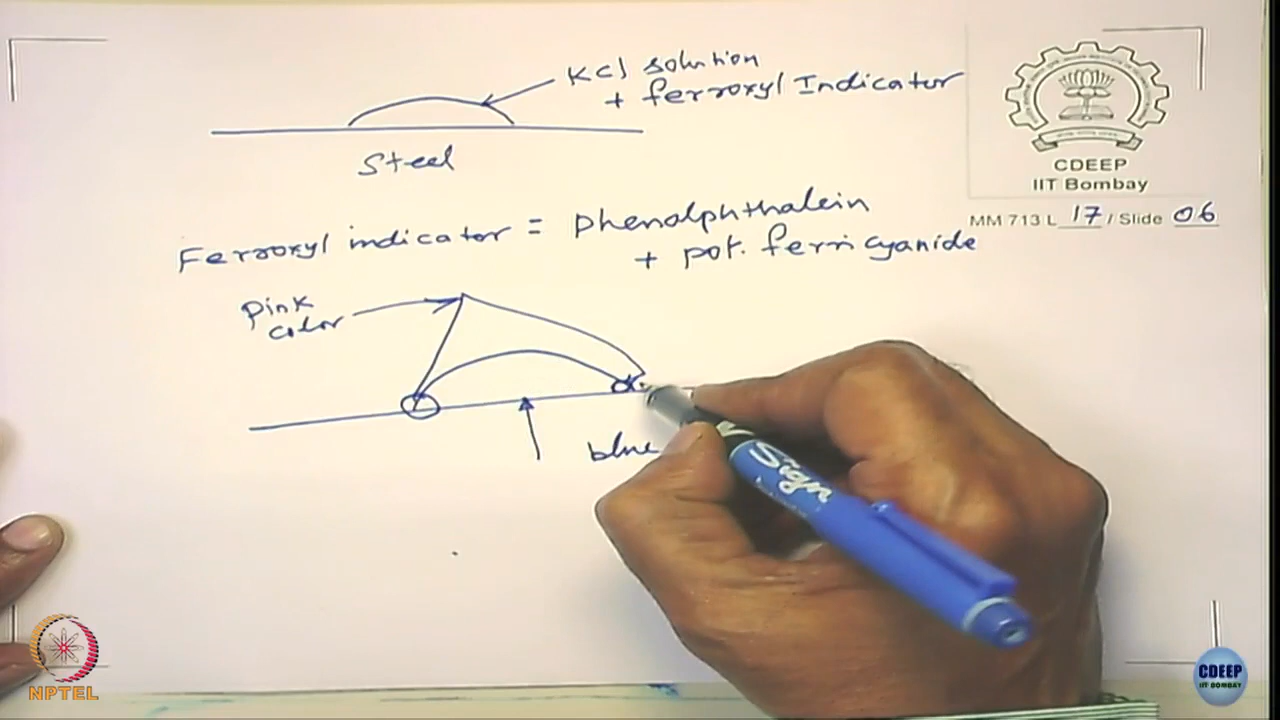 KCl solution
+ ferroxyl Indicator
Steel
CDEEP
IIT Bombay
MM 713 L 17 / Slide 06
Ferroxyl indicator = phenolphthalein
+ pot. ferricyanide
Pink
color
blue
Sign
NPTEL
CDEEP
IIT BOMBAY